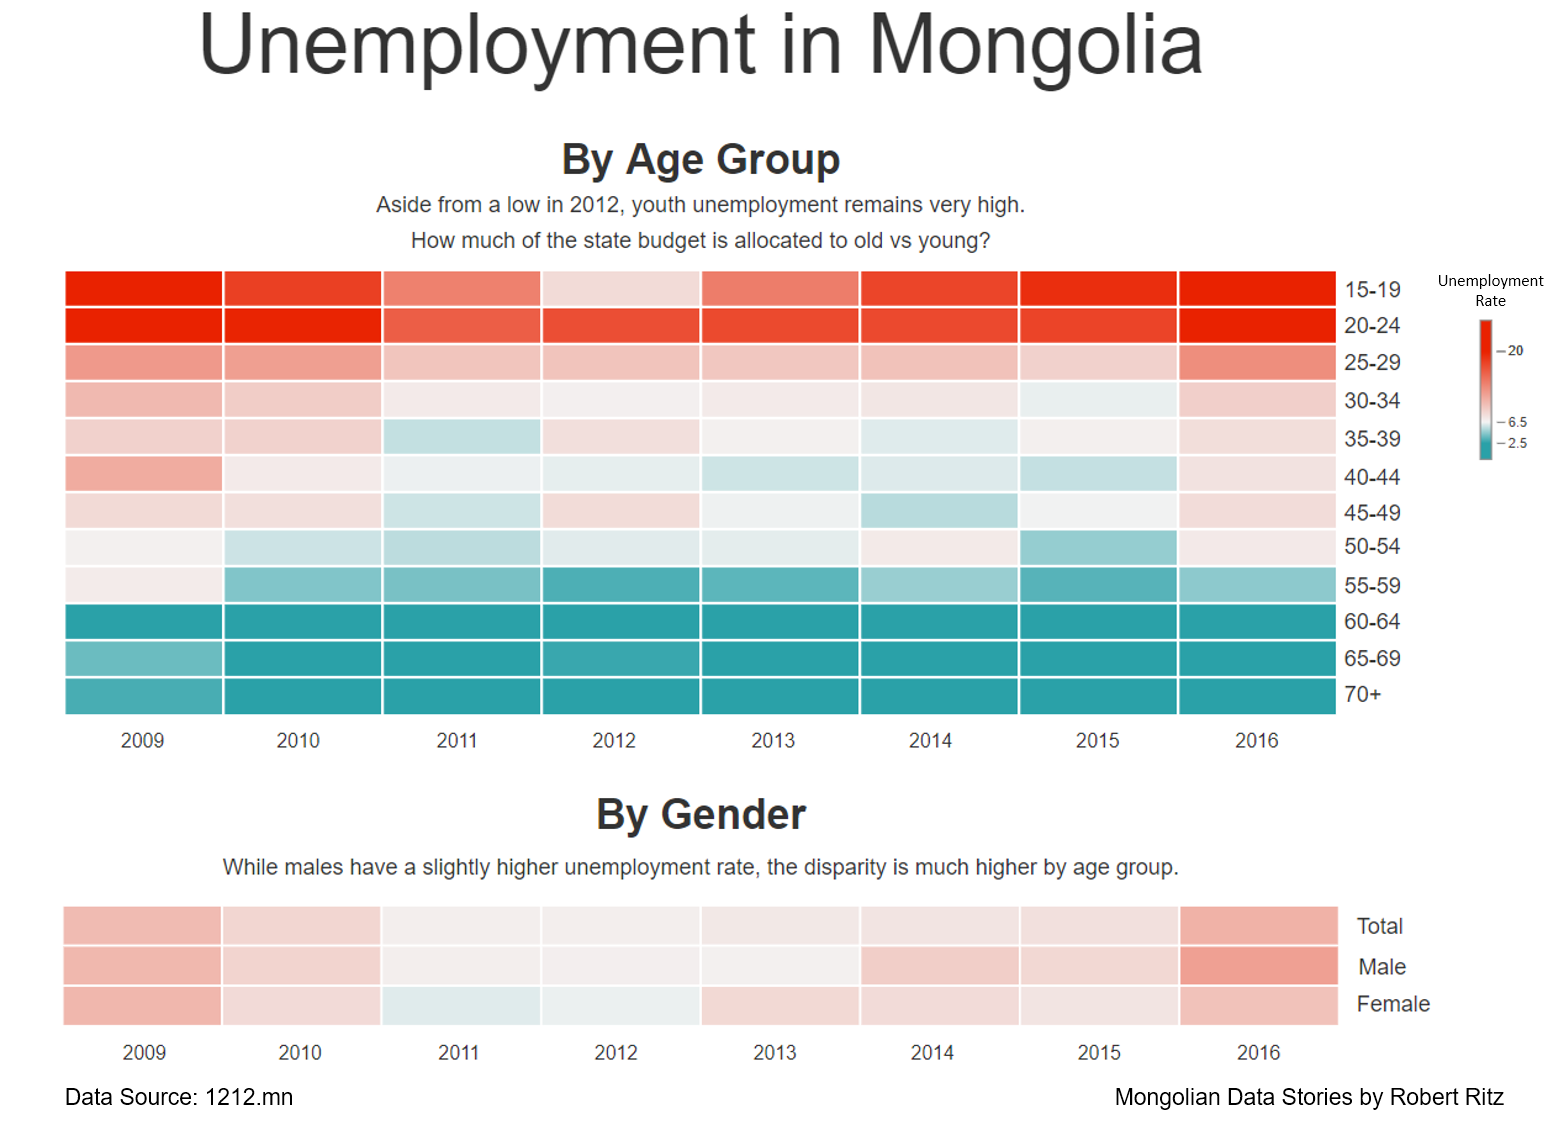 Unemployment in Mongolia
By Age Group
Aside from a low in 2012, youth unemployment remains very high.
How much of the state budget is allocated to old vs young?
15-19
20-24
25-29
30-34
35-39
40-44
45-49
50-54
55-59
60-64
65-69
70+
2009 2010 2011 2012 2013 2014 2015 2016
Unemployment
Rate
20
6.5
2.5
By Gender
While males have a slightly higher unemployment rate, the disparity is much higher by age group.
Total
Male
Female
2009 2010 2011 2012 2013 2014 2015 2016
Data Source: 1212.mn
Mongolian Data Stories by Robert Ritz